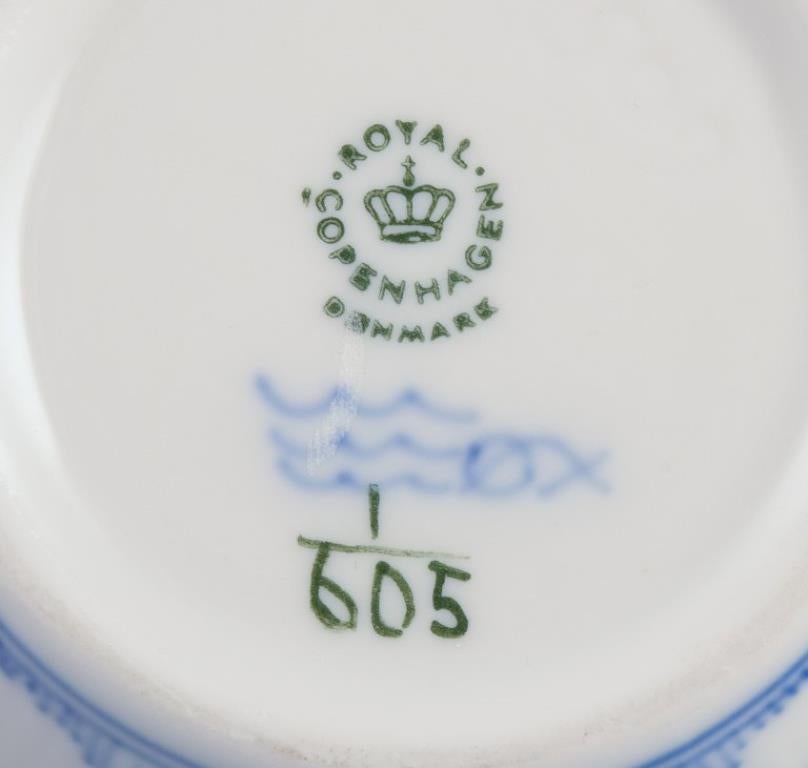 · ROYAL ·
COPENHAGEN
DENMARK
1
605